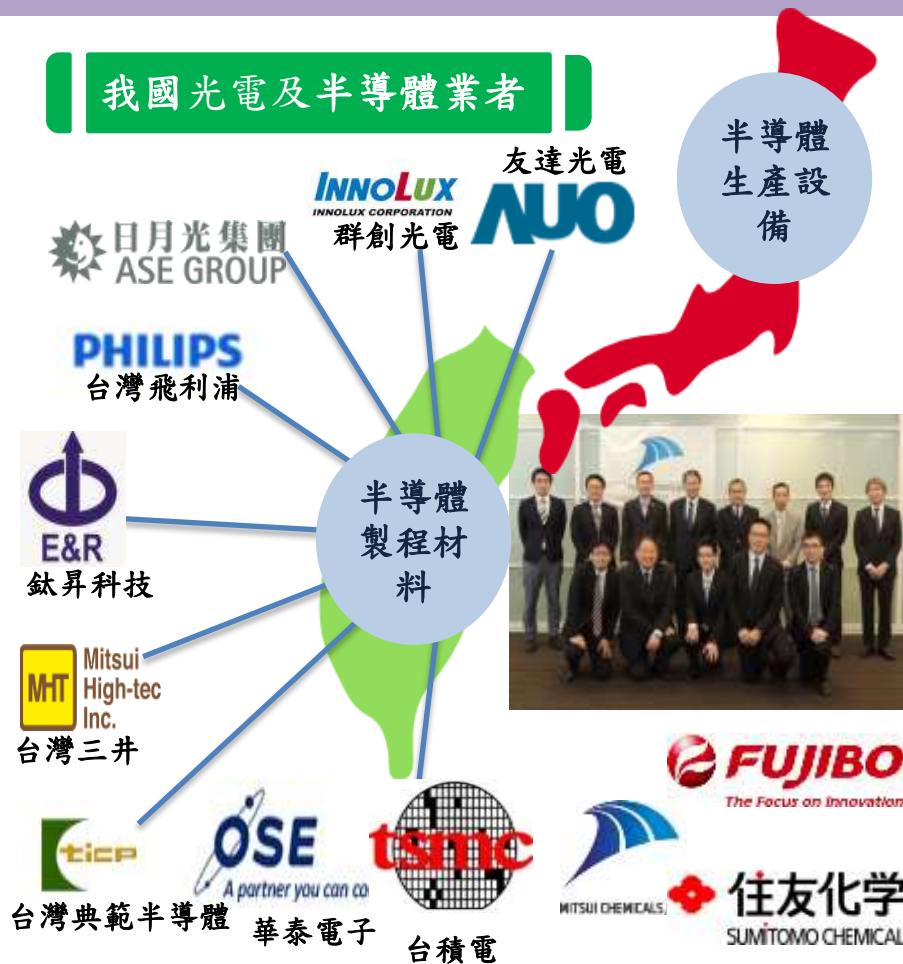 我國光電及半導體業者
半導體
生產設
備
友達光電
AUO
INNOLUX
INNOLUX CORPORATION
群創光電
日月光集團
ASE GROUP
PHILIPS
台灣飛利浦
半導體
製程材
料
E&R
鈦昇科技
MHT
Mitsui
High-tec
Inc.
台灣三井
FUJIBO
The Focus on Innovation
ticp
台灣典範半導體
OSE
A partner you can co
華泰電子
tsmc
台積電
MITSUI CHEMICALS
住友化学
SUMITOMO CHEMICAL